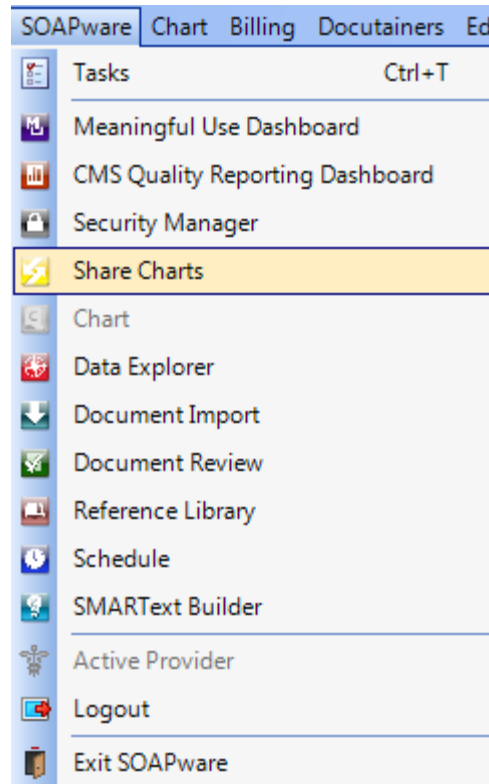 SOAPware Chart Billing Docutainers Ed
Tasks Ctrl+T
Meaningful Use Dashboard
CMS Quality Reporting Dashboard
Security Manager
Share Charts
Chart
Data Explorer
Document Import
Document Review
Reference Library
Schedule
SMARText Builder
Active Provider
Logout
Exit SOAPware